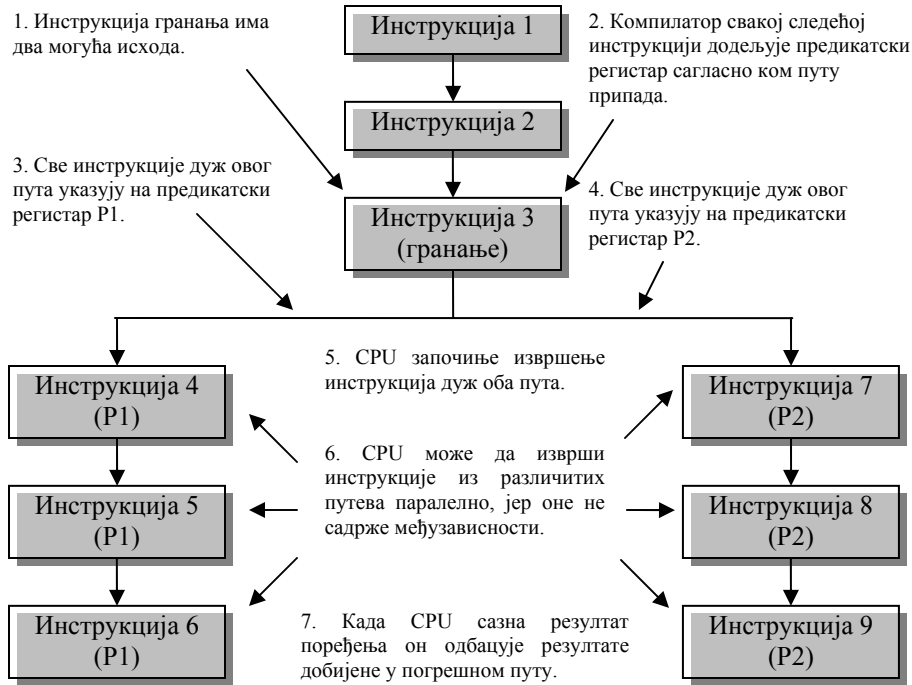 1. Инструкција гранања има
два могућа исхода.
Инструкција 1
2. Компилатор свакој следећој
инструкцији додељује предикатски
регистар сагласно ком путу
припада.
Инструкција 2
3. Све инструкције дуж овог
пута указују на предикатски
регистар P1.
Инструкција 3
(гранање)
4. Све инструкције дуж овог
пута указују на предикатски
регистар P2.
5. CPU започиње извршење
инструкција дуж оба пута.
Инструкција 4
(P1)
Инструкција 7
(P2)
6. CPU може да изврши
инструкције из различитих
путева паралелно, јер оне не
садрже међузависности.
Инструкција 5
(P1)
Инструкција 8
(P2)
Инструкција 6
(P1)
7. Када CPU сазна резултат
поређења он одбацује резултате
добијене у погрешном путу.
Инструкција 9
(P2)